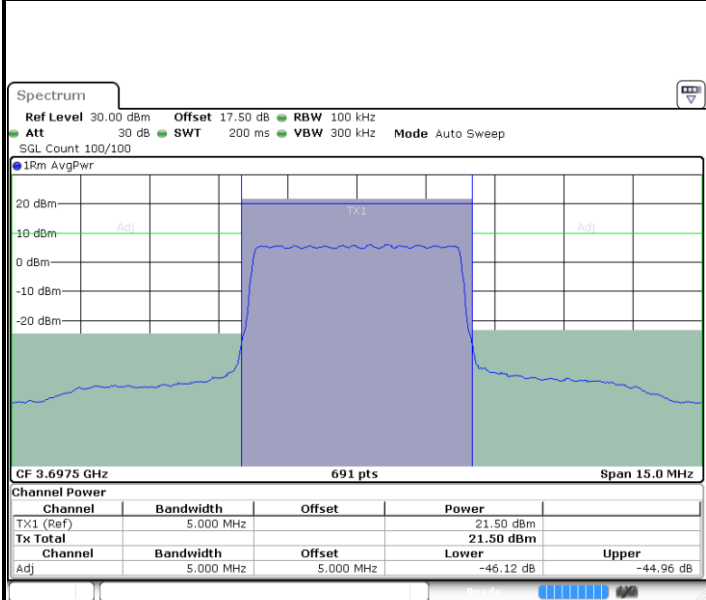 Spectrum
Ref Level 30.00 dBm Offset 17.50 dB RBW 100 kHz
Att 30 dB SWT 200 ms VBW 300 kHz Mode Auto Sweep
SGL Count 100/100
1Rm AvgPwr
20 dBm
TX1
Adj Adj
10 dBm
0 dBm
-10 dBm
-20 dBm
CF 3.6975 GHz 691 pts Span 15.0 MHz
Channel Power
Channel Bandwidth Offset Power
TX1 (Ref) 5.000 MHz 21.50 dBm
Tx Total 21.50 dBm
Channel Bandwidth Offset Lower Upper
Adj 5.000 MHz 5.000 MHz -46.12 dB -44.96 dB
Ready